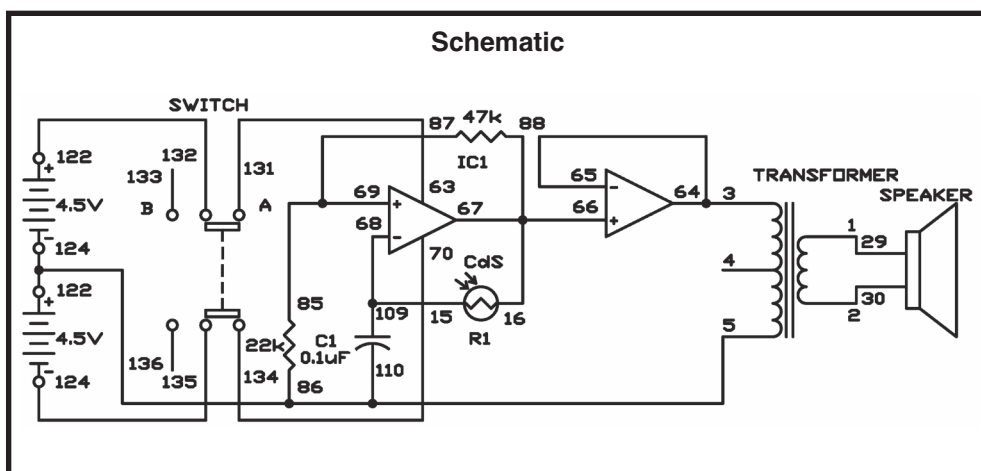 Schematic
SWITCH
122
132
133
131
+
4.5V
-
124
B
A
87 47k 88
IC1
69
+
63
68
-
67
70
65
-
66
+
64
3
TRANSFORMER
SPEAKER
CdS
4
1
29
30
2
122
+
4.5V
-
124
85
22k
C1
0.1uF
109
15
16
R1
5
136
135
134
86
110